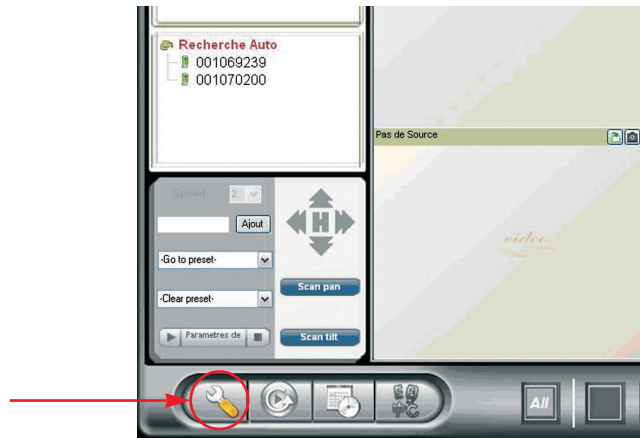 Recherche Auto
001069239
001070200
Pas de Source
Speed 2
Ajout
H
-Go to preset-
Scan pan
-Clear preset-
Parametres de
Scan tilt
video
All